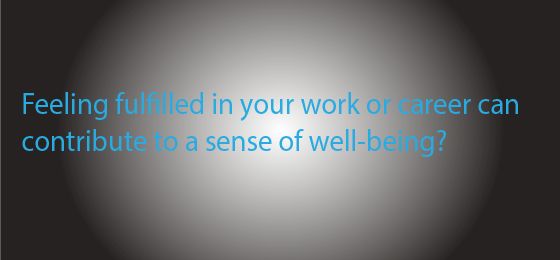 Feeling fulfilled in your work or career can
contribute to a sense of well-being?